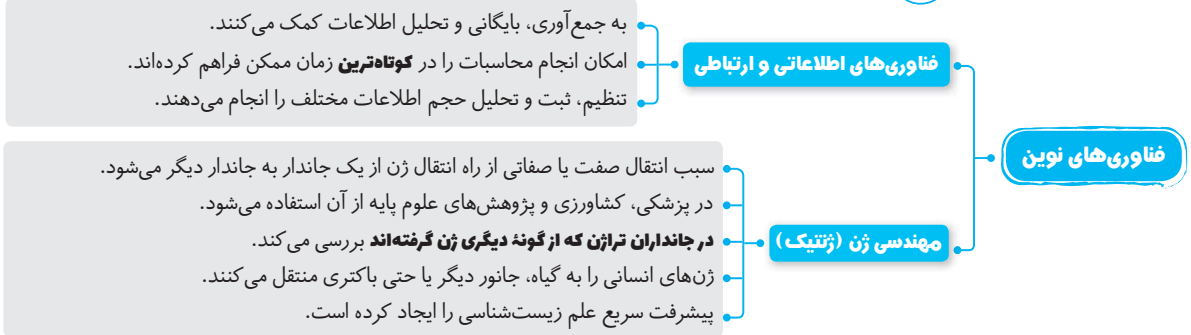 به جمع‌آوری، بایگانی و تحلیل اطلاعات کمک می‌کنند.
فناوری‌های اطلاعاتی و ارتباطی
امکان انجام محاسبات را در کوتاه‌ترین زمان ممکن فراهم کرده‌اند.
تنظیم، ثبت و تحلیل حجم اطلاعات مختلف را انجام می‌دهند.
فناوری‌های نوین
سبب انتقال صفت یا صفاتی از راه انتقال ژن از یک جاندار به جاندار دیگر می‌شود.
در پزشکی، کشاورزی و پژوهش‌های علوم پایه از آن استفاده می‌شود.
مهندسی ژن (ژنتیک)
در جانداران تراژن که از گونۀ دیگری ژن گرفته‌اند بررسی می‌کند.
ژن‌های انسانی را به گیاه، جانور دیگر یا حتی باکتری منتقل می‌کنند.
پیشرفت سریع علم زیست‌شناسی را ایجاد کرده است.